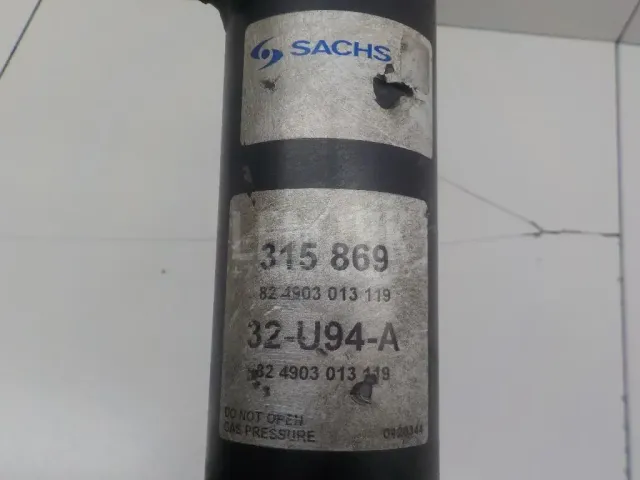 SACHS
315 869
82 4903 013 119
32-U94-A
82 4903 013 119
DO NOT OPEN
GAS PRESSURE